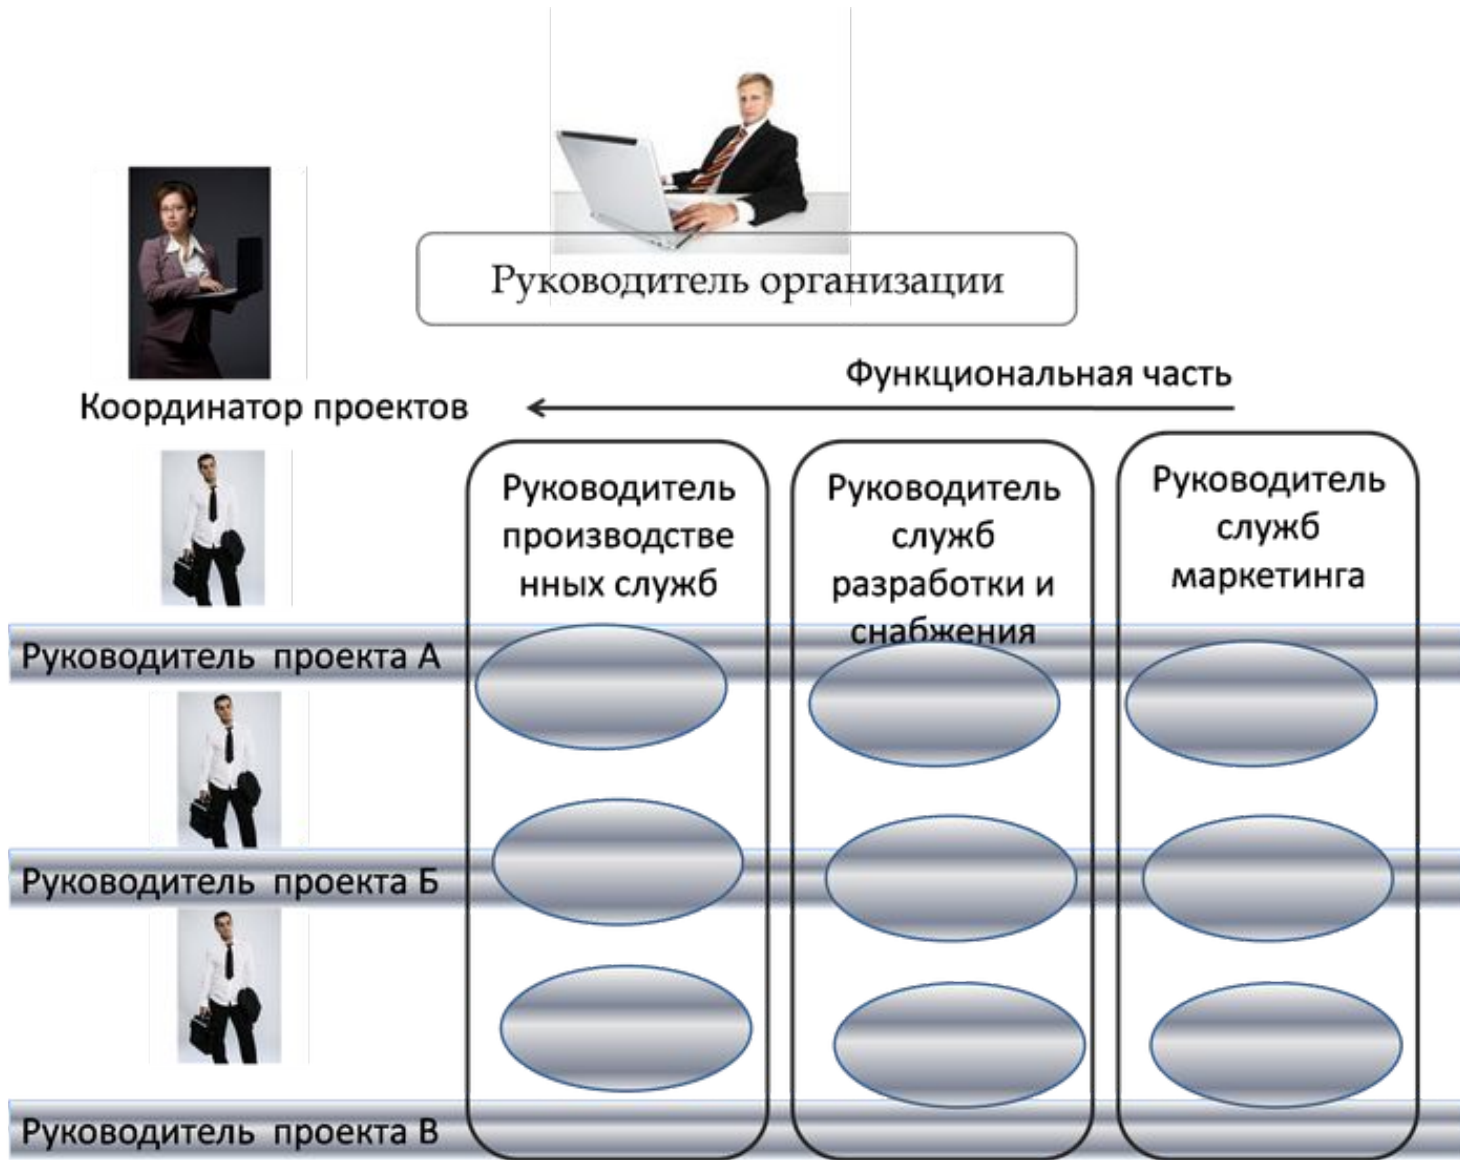 Руководитель организации
Функциональная часть
Координатор проектов
Руководитель
производстве
нных служб
Руководитель
служб
разработки и
снабжения
Руководитель
служб
маркетинга
Руководитель проекта А
Руководитель проекта Б
Руководитель проекта В